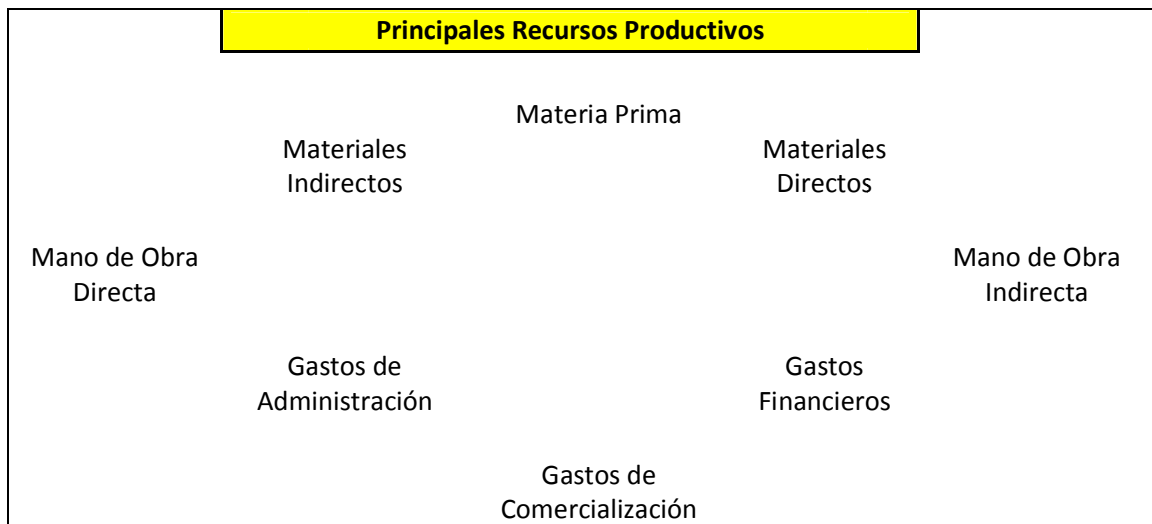 Principales Recursos Productivos
Materia Prima
Materiales
Indirectos
Materiales
Directos
Mano de Obra
Directa
Mano de Obra
Indirecta
Gastos de
Administración
Gastos
Financieros
Gastos de
Comercialización